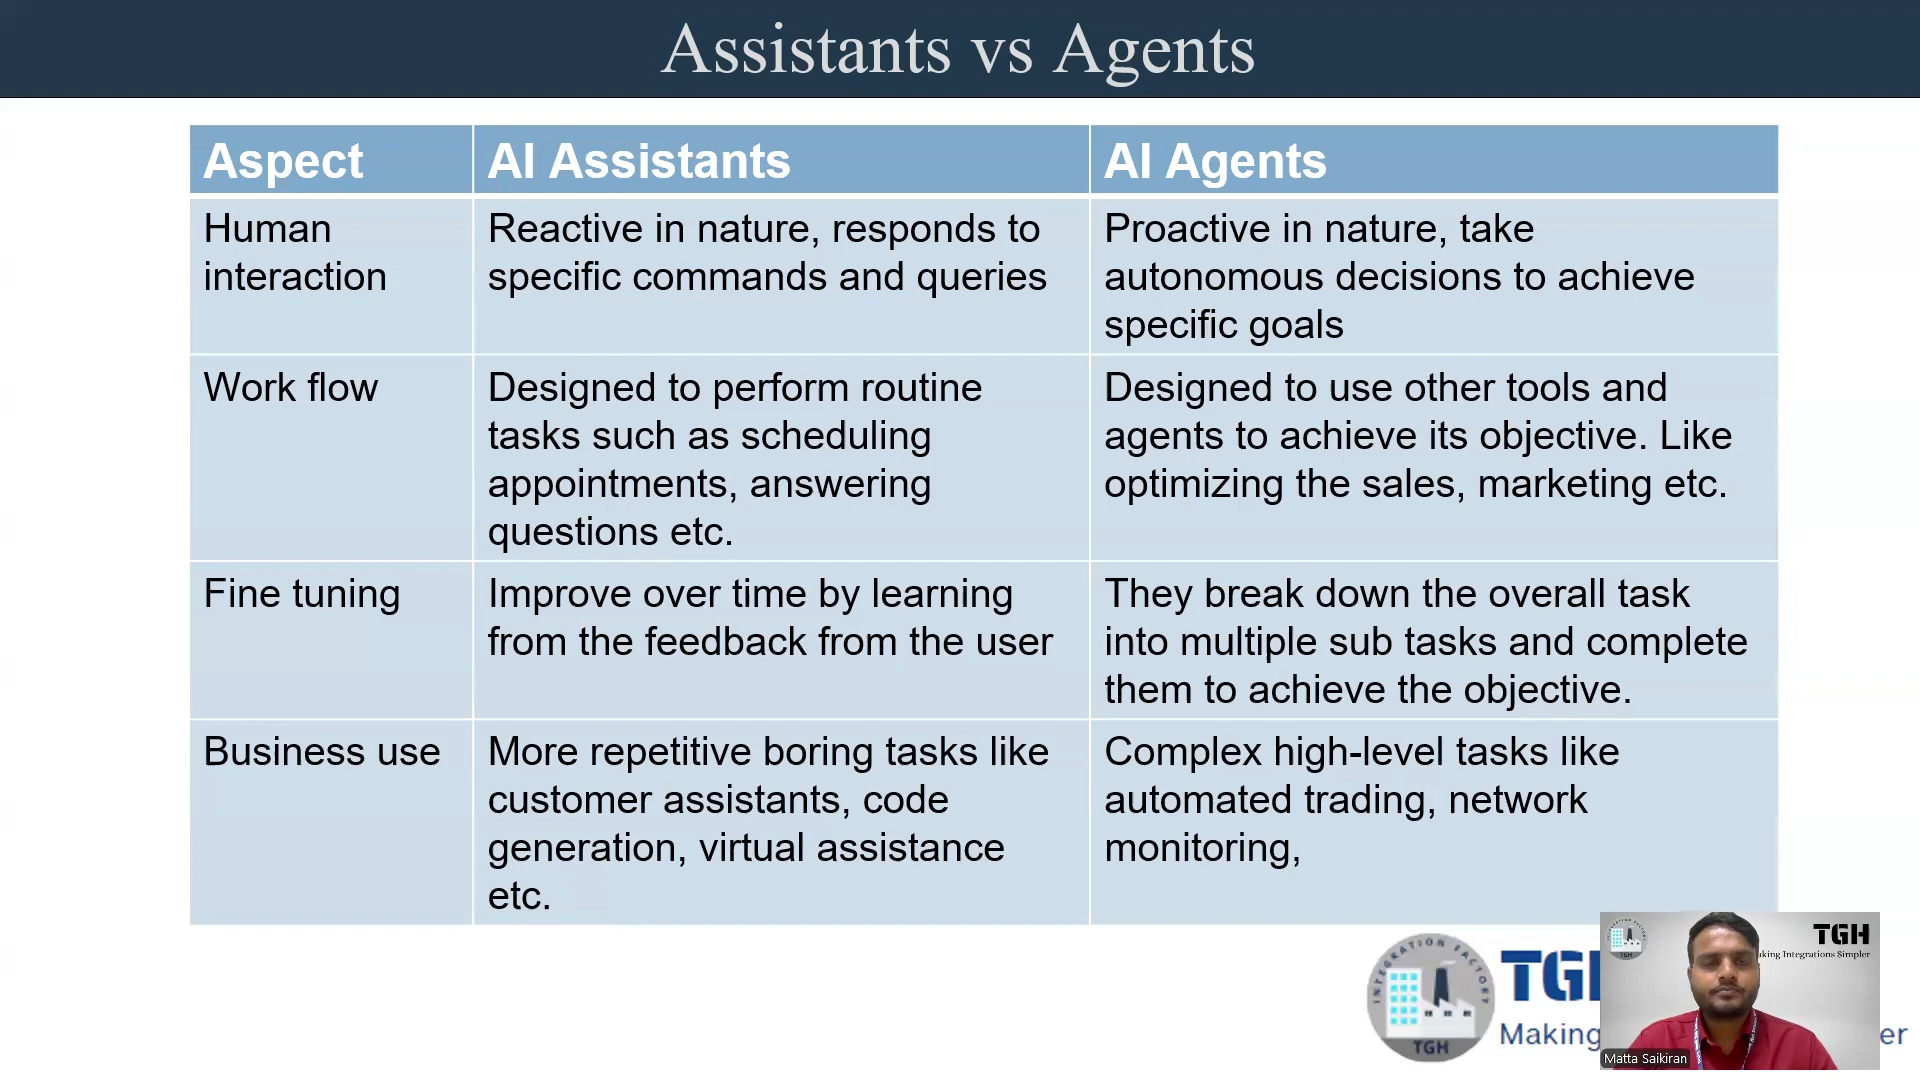 Assistants vs Agents
Aspect
AI Assistants
AI Agents
Human
interaction
Reactive in nature, responds to
specific commands and queries
Proactive in nature, take
autonomous decisions to achieve
specific goals
Work flow
Designed to perform routine
tasks such as scheduling
appointments, answering
questions etc.
Designed to use other tools and
agents to achieve its objective. Like
optimizing the sales, marketing etc.
Fine tuning
Improve over time by learning
from the feedback from the user
They break down the overall task
into multiple sub tasks and complete
them to achieve the objective.
Business use
More repetitive boring tasks like
customer assistants, code
generation, virtual assistance
etc.
Complex high-level tasks like
automated trading, network
monitoring,
INTEGRATION FACTORY
TGH
Making
er
TGH
Integrations Simpler
TGH
Matta Saikiran